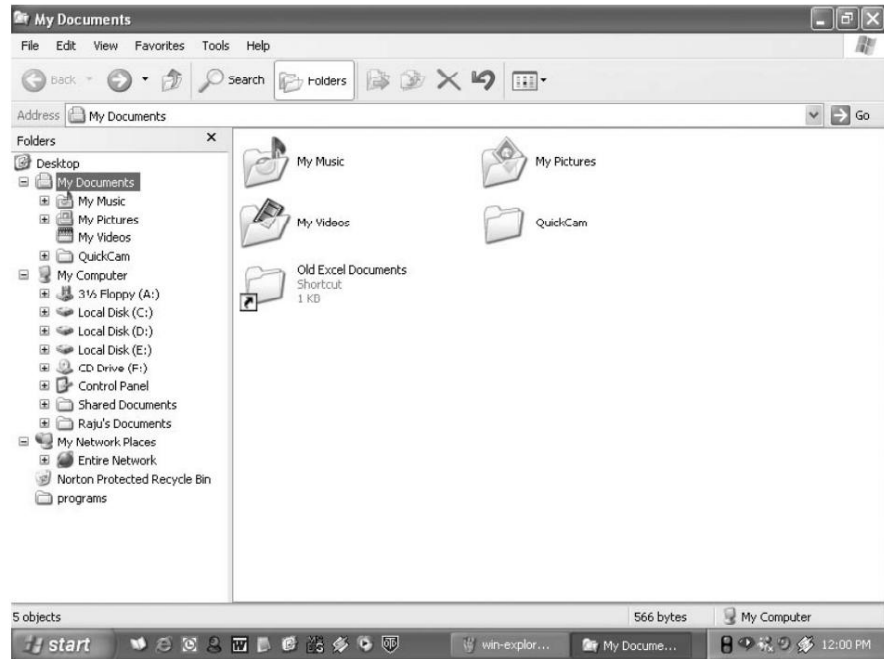 My Documents
File Edit View Favorites Tools Help
Back Search Folders
Address My Documents Go
Folders X
Desktop
My Documents
My Music
My Pictures
My Videos
QuickCam
My Computer
3½ Floppy (A:)
Local Disk (C:)
Local Disk (D:)
Local Disk (E:)
CD Drive (F:)
Control Panel
Shared Documents
Raju's Documents
My Network Places
Entire Network
Norton Protected Recycle Bin
programs
My Music My Pictures
My Videos QuickCam
Old Excel Documents
Shortcut
1 KB
5 objects 566 bytes My Computer
start win-explor... My Docume... 12:00 PM